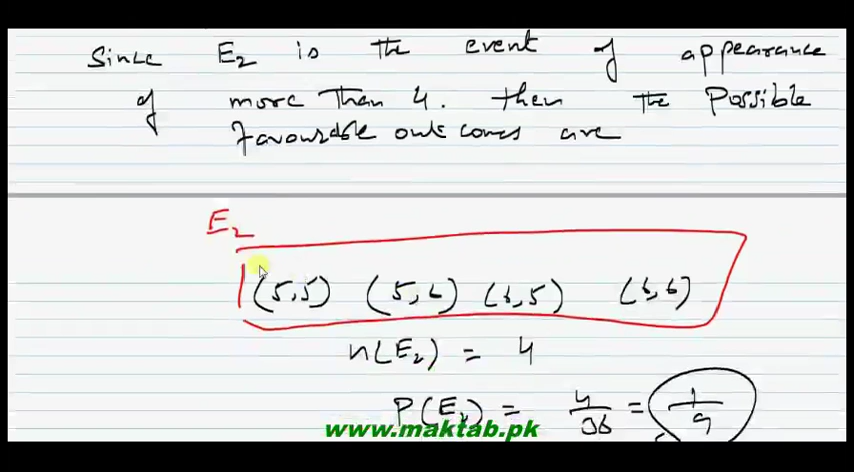 Since E₂ is the event of appearance
of more than 4. then the Possible
favourable outcomes are
E₂
(5,5) (5,6) (6,5) (6,6)
n(E₂) = 4
P(E₂) = 4/36 = 1/9
www.maktab.pk